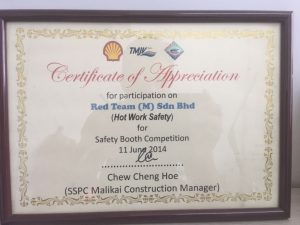 TMJV
Certificate of Appreciation
for participation on
Red Team (M) Sdn Bhd
(Hot Work Safety)
for
Safety Booth Competition
11 June 2014
Chew Cheng Hoe
(SSPC Malikai Construction Manager)